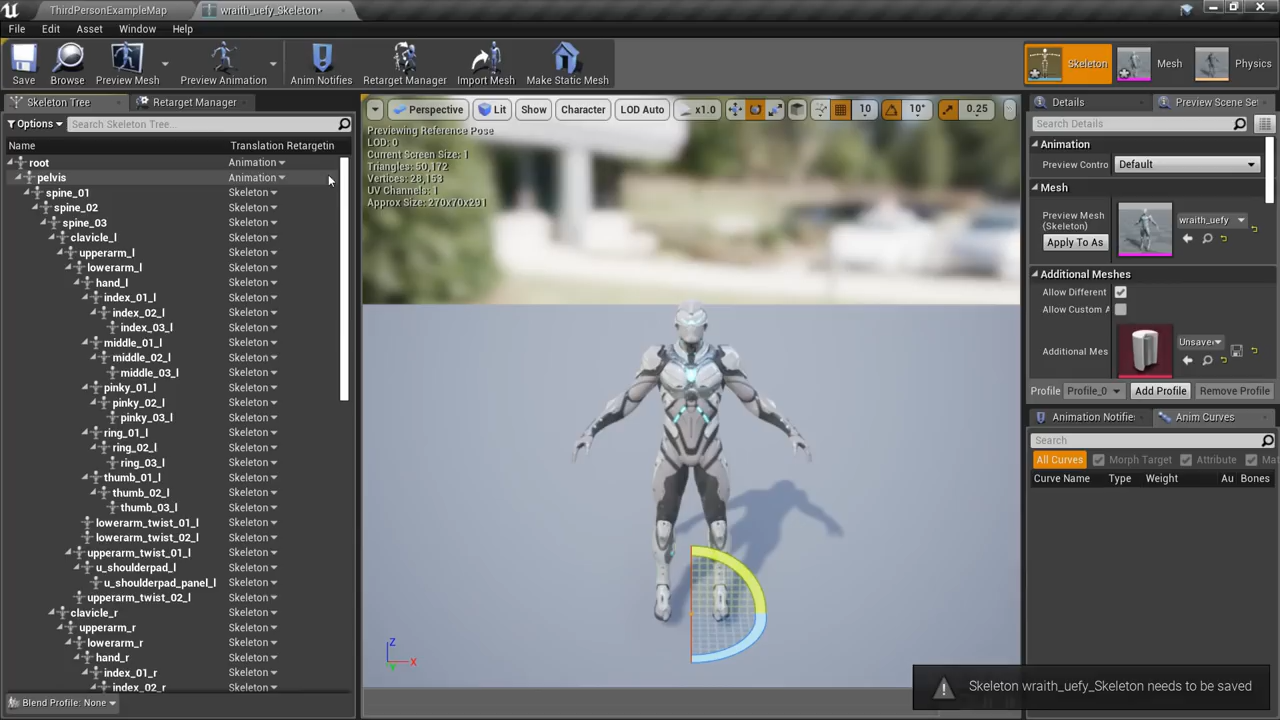 ThirdPersonExampleMap
wraith_uefy_Skeleton*
File Edit Asset Window Help
Save
Browse
Preview Mesh
Preview Animation
Anim Notifies
Retarget Manager
Import Mesh
Make Static Mesh
Skeleton
Mesh
Physics
Skeleton Tree
Retarget Manager
Options
Search Skeleton Tree...
Name Translation Retargetin
root Animation
pelvis Animation
spine_01 Skeleton
spine_02 Skeleton
spine_03 Skeleton
clavicle_l Skeleton
upperarm_l Skeleton
lowerarm_l Skeleton
hand_l Skeleton
index_01_l Skeleton
index_02_l Skeleton
index_03_l Skeleton
middle_01_l Skeleton
middle_02_l Skeleton
middle_03_l Skeleton
pinky_01_l Skeleton
pinky_02_l Skeleton
pinky_03_l Skeleton
ring_01_l Skeleton
ring_02_l Skeleton
ring_03_l Skeleton
thumb_01_l Skeleton
thumb_02_l Skeleton
thumb_03_l Skeleton
lowerarm_twist_01_l Skeleton
lowerarm_twist_02_l Skeleton
upperarm_twist_01_l Skeleton
u_shoulderpad_l Skeleton
u_shoulderpad_panel_l Skeleton
upperarm_twist_02_l Skeleton
clavicle_r Skeleton
upperarm_r Skeleton
lowerarm_r Skeleton
hand_r Skeleton
index_01_r Skeleton
index_02_r Skeleton
Blend Profile: None
Perspective Lit Show Character LOD Auto x1.0 10 10° 0.25
Previewing Reference Pose
LOD: 0
Current Screen Size: 1
Triangles: 50,172
Vertices: 28,153
UV Channels: 1
Approx Size: 270x70x201
Z
X
Y
Details
Preview Scene Set
Search Details
Animation
Preview Contro Default
Mesh
Preview Mesh
(Skeleton)
wraith_uefy
Apply To As
Additional Meshes
Allow Different
Allow Custom A
Additional Mes
Unsave
Profile Profile_0 Add Profile Remove Profile
Animation Notifie
Anim Curves
Search
All Curves Morph Target Attribute Mat
Curve Name Type Weight Au Bones
Skeleton wraith_uefy_Skeleton needs to be saved